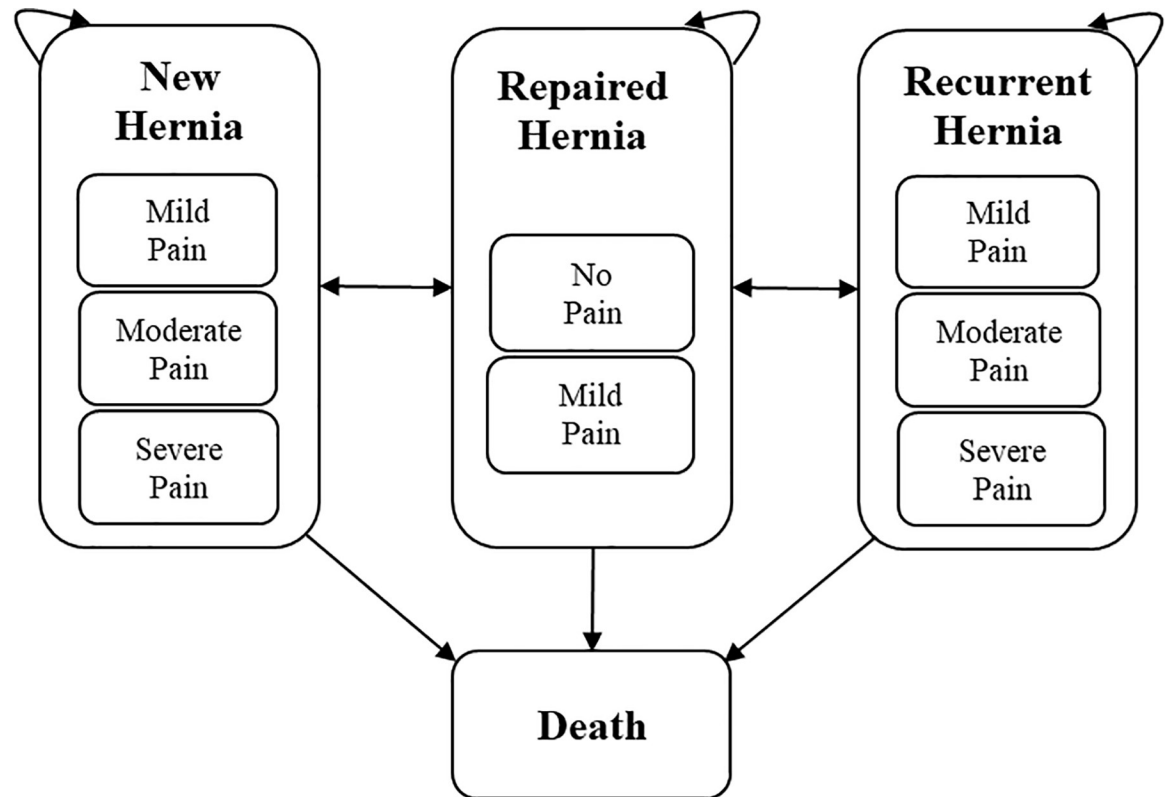 New
Hernia
Mild
Pain
Moderate
Pain
Severe
Pain
Repaired
Hernia
No
Pain
Mild
Pain
Recurrent
Hernia
Mild
Pain
Moderate
Pain
Severe
Pain
Death